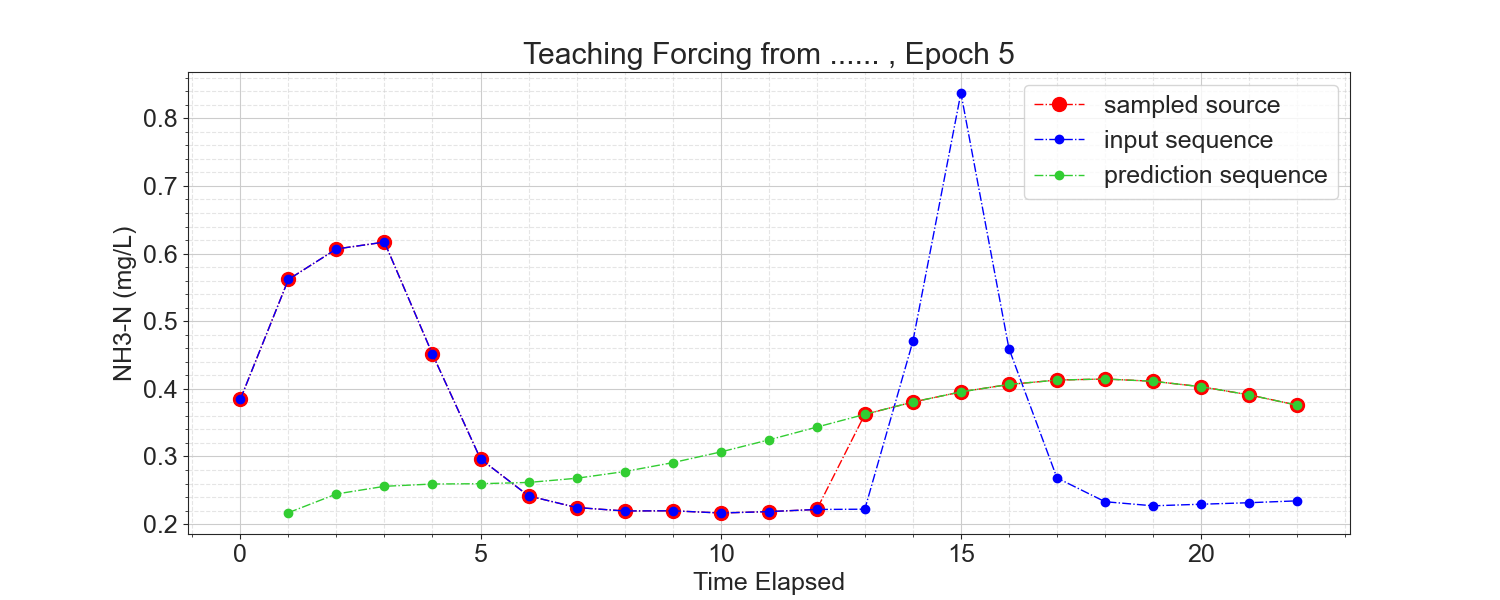 Teaching Forcing from ...... , Epoch 5
sampled source
input sequence
prediction sequence
NH3-N (mg/L)
0.8
0.7
0.6
0.5
0.4
0.3
0.2
0 5 10 15 20
Time Elapsed